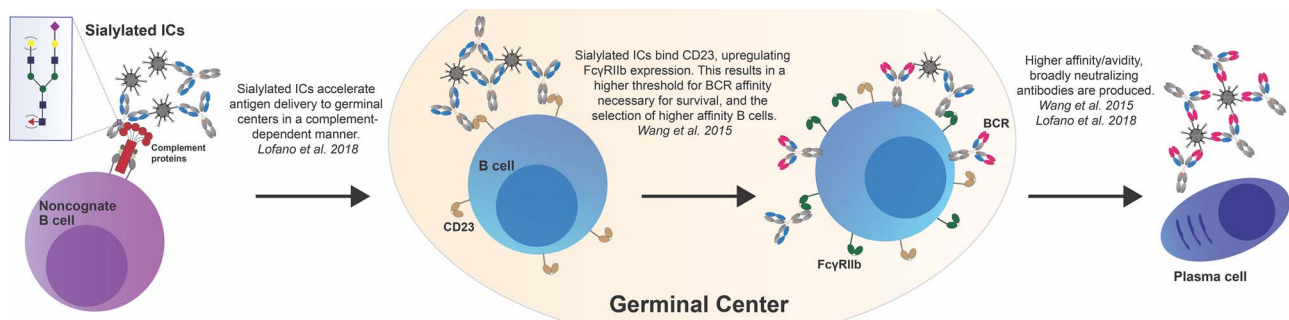 Sialylated ICs
Complement
proteins
Noncognate
B cell
Sialylated ICs accelerate
antigen delivery to germinal
centers in a complement-
dependent manner.
Lofano et al. 2018
B cell
CD23
Sialylated ICs bind CD23, upregulating
FcγRIIb expression. This results in a
higher threshold for BCR affinity
necessary for survival, and the
selection of higher affinity B cells.
Wang et al. 2015
BCR
FcγRIIb
Germinal Center
Higher affinity/avidity,
broadly neutralizing
antibodies are produced.
Wang et al. 2015
Lofano et al. 2018
Plasma cell